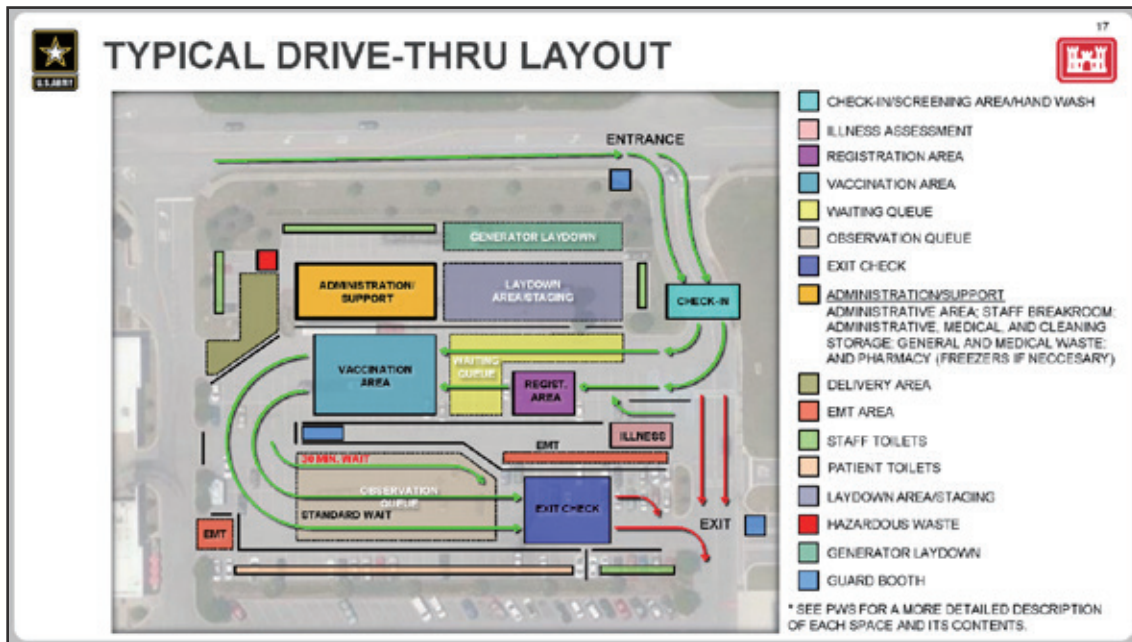 17
U.S.ARMY
TYPICAL DRIVE-THRU LAYOUT
ENTRANCE
GENERATOR LAYDOWN
ADMINISTRATION/
SUPPORT
LAYDOWN
AREA/STAGING
CHECK-IN
VACCINATION
AREA
WAITING
QUEUE
REGIST.
AREA
ILLNESS
EMT
30 MIN. WAIT
OBSERVATION
QUEUE
STANDARD WAIT
EXIT CHECK
EXIT
EMT
CHECK-IN/SCREENING AREA/HAND WASH
ILLNESS ASSESSMENT
REGISTRATION AREA
VACCINATION AREA
WAITING QUEUE
OBSERVATION QUEUE
EXIT CHECK
ADMINISTRATION/SUPPORT
ADMINISTRATIVE AREA; STAFF BREAKROOM;
ADMINISTRATIVE, MEDICAL, AND CLEANING
STORAGE; GENERAL AND MEDICAL WASTE;
AND PHARMACY (FREEZERS IF NECCESARY)
DELIVERY AREA
EMT AREA
STAFF TOILETS
PATIENT TOILETS
LAYDOWN AREA/STAGING
HAZARDOUS WASTE
GENERATOR LAYDOWN
GUARD BOOTH
* SEE PWS FOR A MORE DETAILED DESCRIPTION
OF EACH SPACE AND ITS CONTENTS.